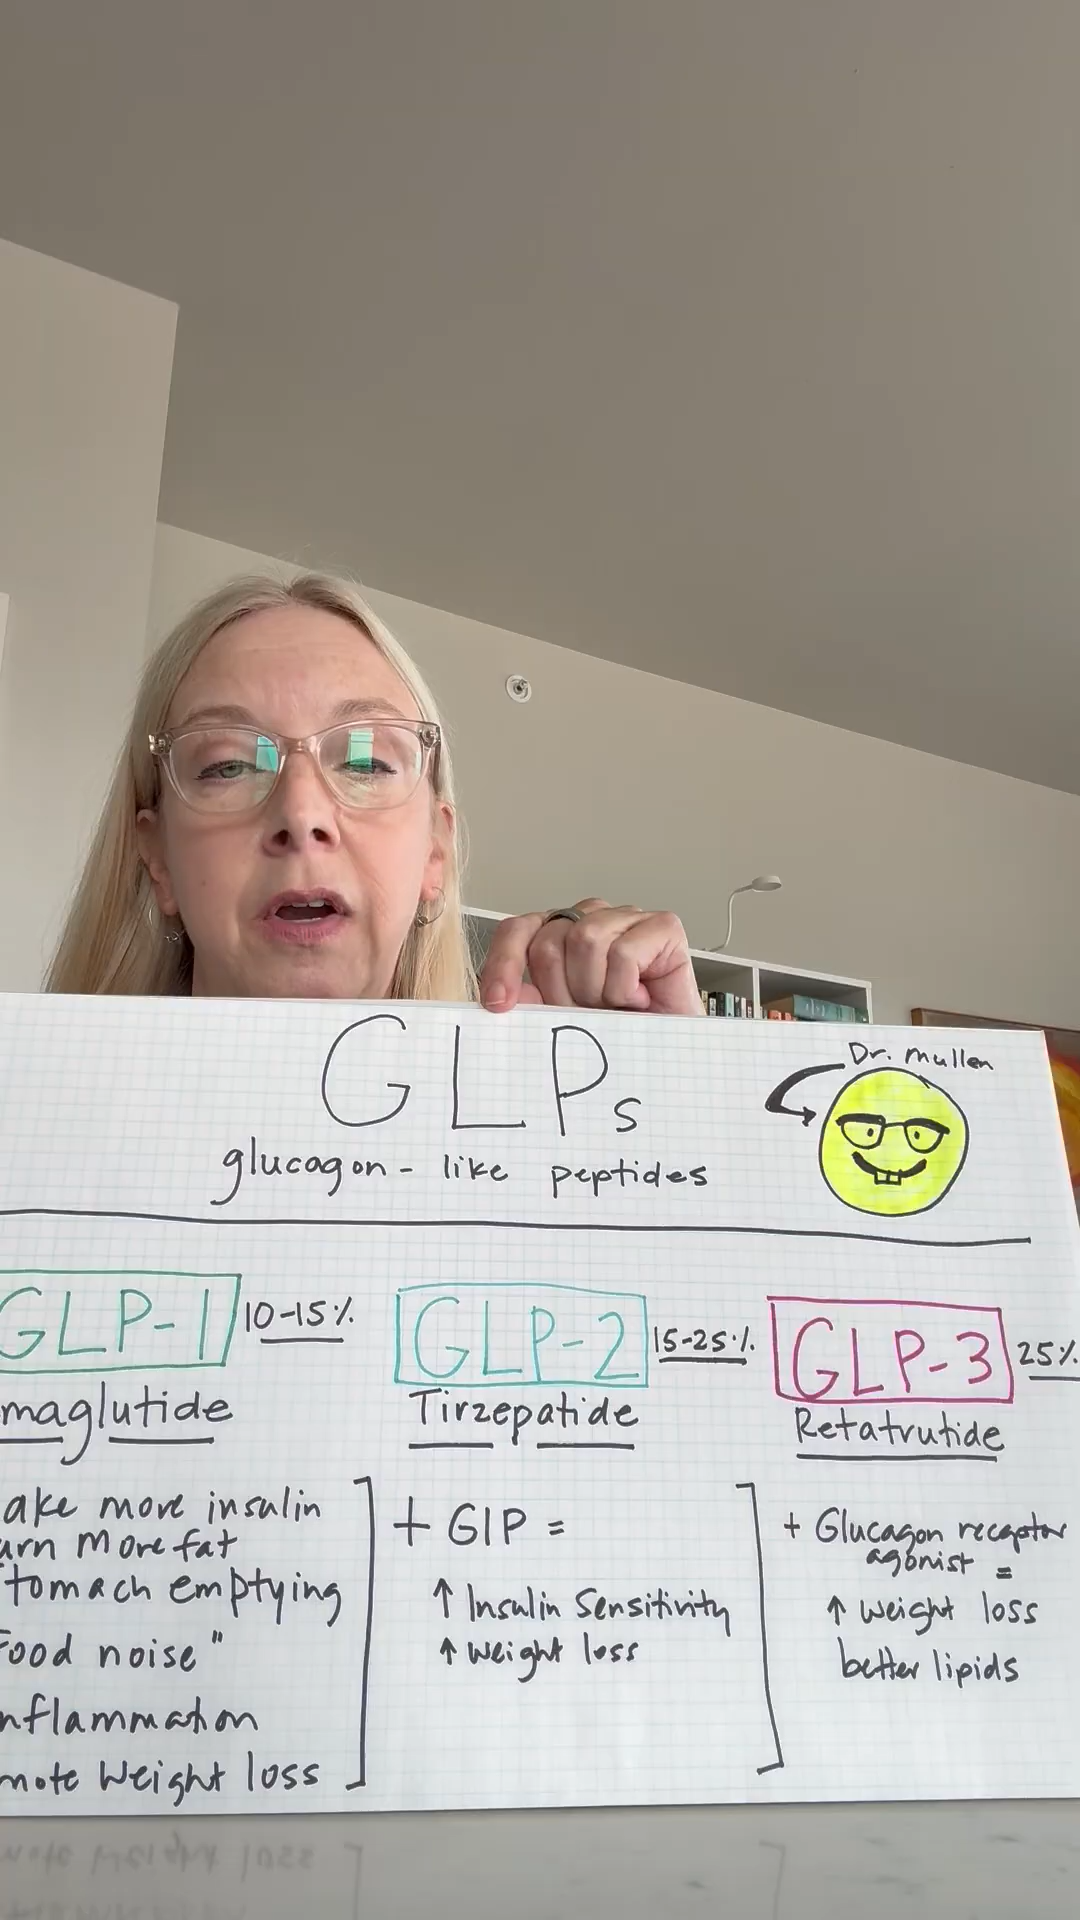 GLPs
Dr. Mullen
glucagon-like peptides
GLP-1 10-15%
maglutide
ake more insulin
urn more fat
tomach emptying
Food noise"
nflammation
mote Weight loss
GLP-2 15-25%
Tirzepatide
+ GIP =
↑ Insulin Sensitivity
↑ weight loss
GLP-3 25%
Retatrutide
+ Glucagon receptor
agonist =
↑ weight loss
better lipids